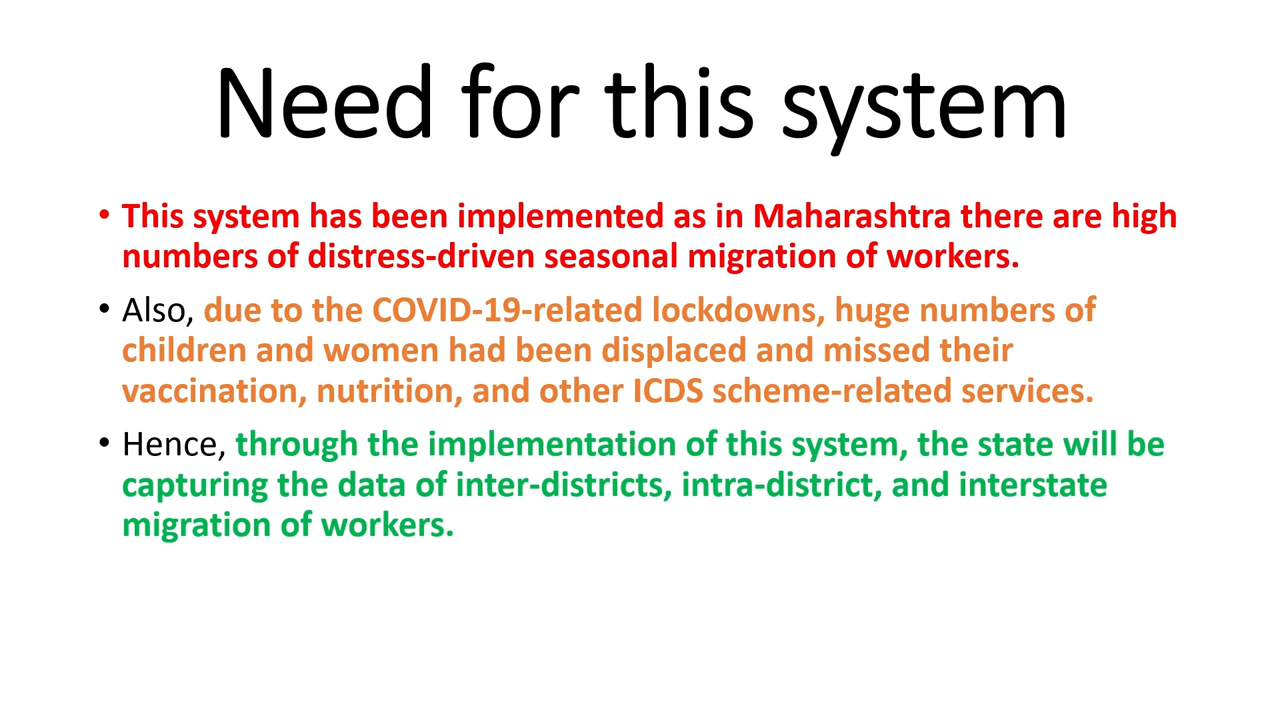 Need for this system
• This system has been implemented as in Maharashtra there are high
numbers of distress-driven seasonal migration of workers.
• Also, due to the COVID-19-related lockdowns, huge numbers of
children and women had been displaced and missed their
vaccination, nutrition, and other ICDS scheme-related services.
• Hence, through the implementation of this system, the state will be
capturing the data of inter-districts, intra-district, and interstate
migration of workers.